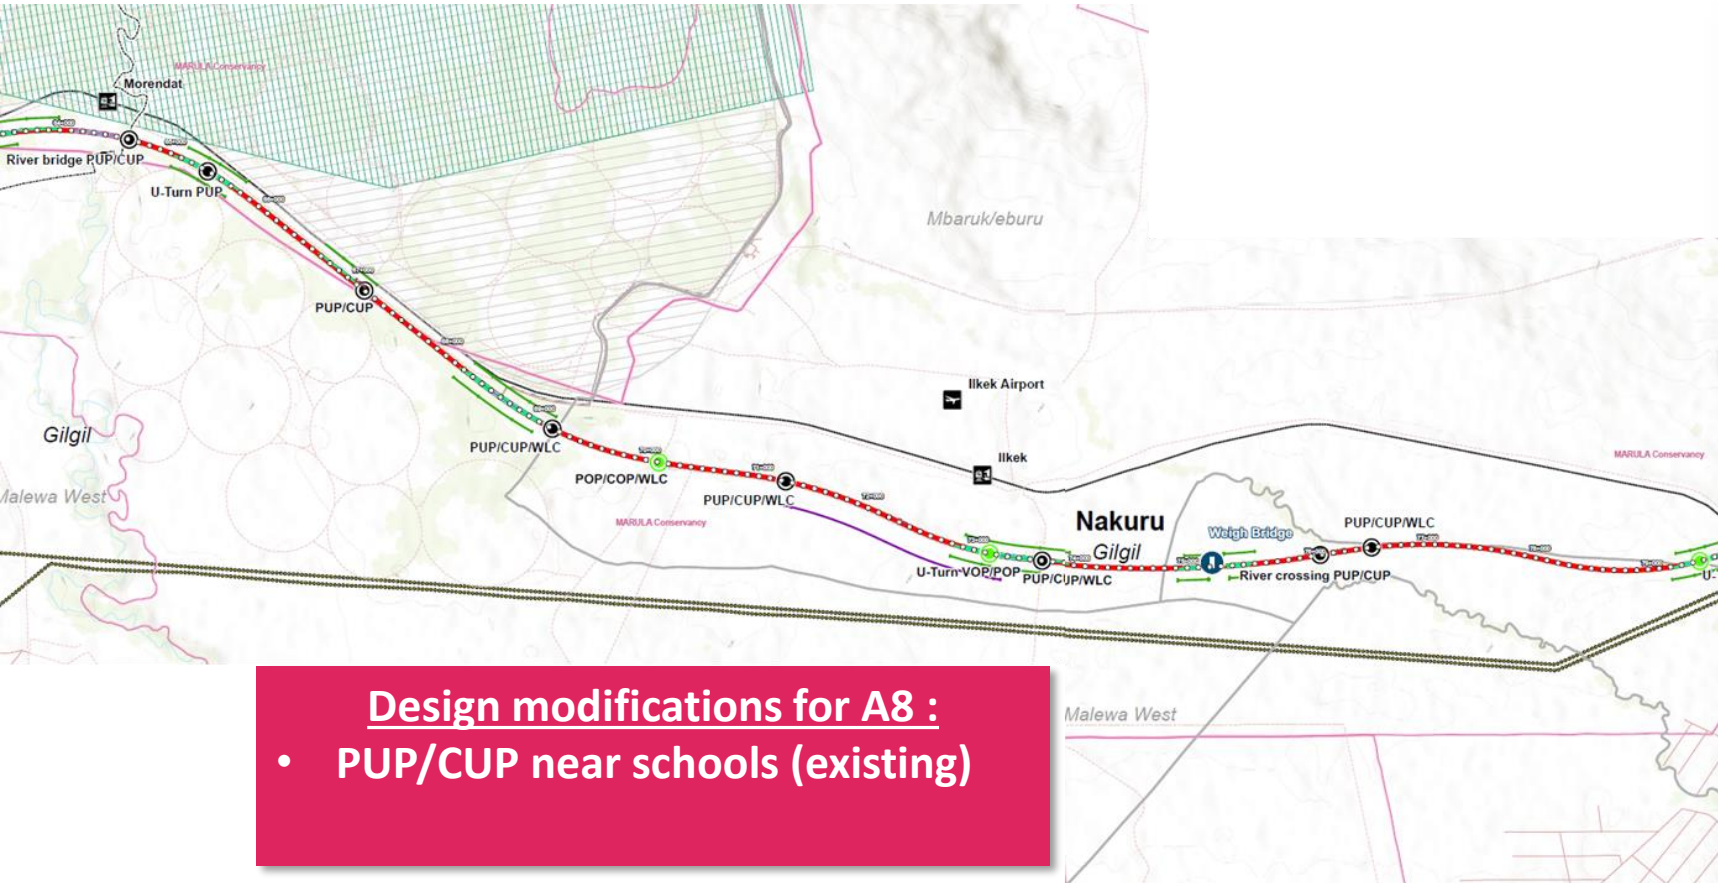 MARULA Conservancy
Morendat
River bridge PUP/CUP
U-Turn PUP
Mbaruk/eburu
PUP/CUP
Ilkek Airport
Gilgil
PUP/CUP/WLC
Ilkek
MARULA Conservancy
POP/COP/WLC
Malewa West
PUP/CUP/WLC
MARULA Conservancy
Nakuru
PUP/CUP/WLC
Weigh Bridge
Gilgil
U-Turn VOP/POP
PUP/CUP/WLC
River crossing PUP/CUP
U-
Design modifications for A8 :
• PUP/CUP near schools (existing)
Malewa West